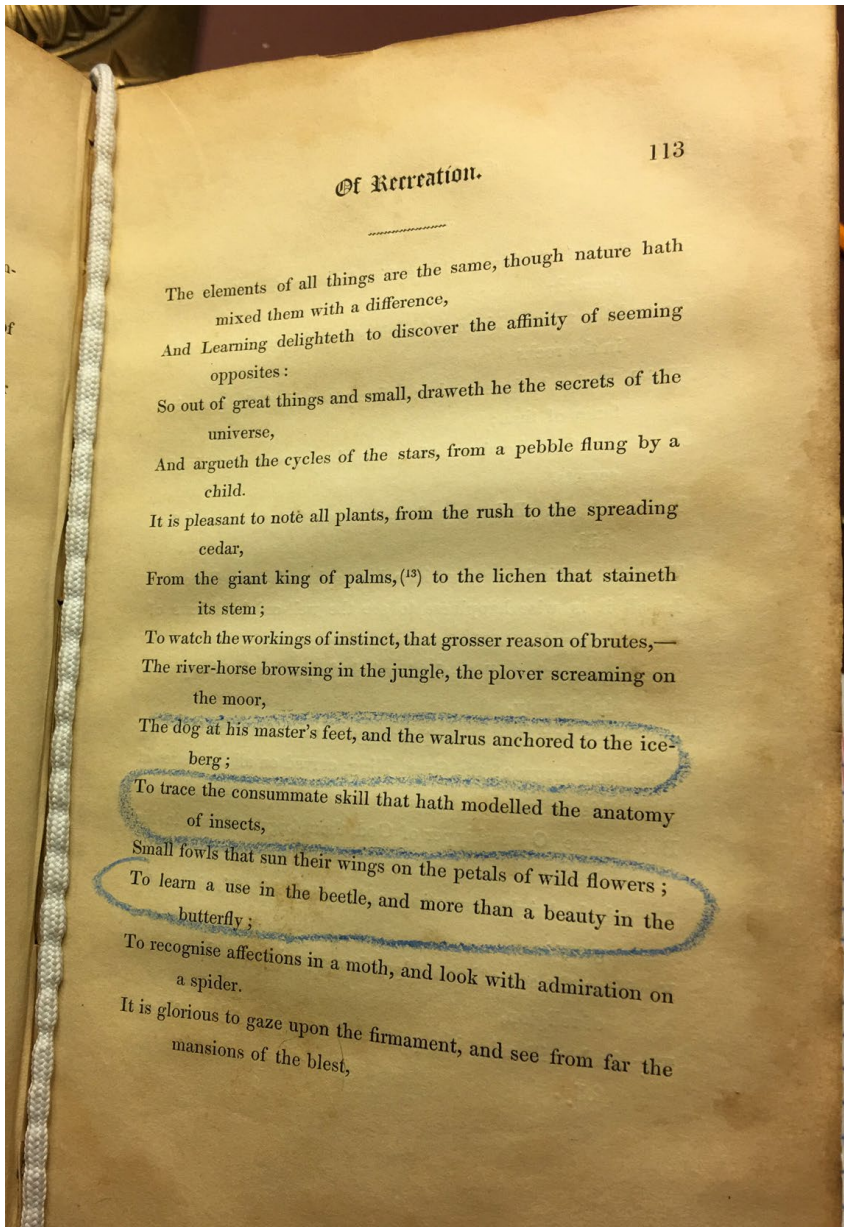 113
Of Recreation.
The elements of all things are the same, though nature hath
mixed them with a difference,
And Learning delighteth to discover the affinity of seeming
opposites:
So out of great things and small, draweth he the secrets of the
universe,
And argueth the cycles of the stars, from a pebble flung by a
child.
It is pleasant to note all plants, from the rush to the spreading
cedar,
From the giant king of palms,(¹³) to the lichen that staineth
its stem;
To watch the workings of instinct, that grosser reason of brutes,—
The river-horse browsing in the jungle, the plover screaming on
the moor,
The dog at his master's feet, and the walrus anchored to the ice-
berg;
To trace the consummate skill that hath modelled the anatomy
of insects,
Small fowls that sun their wings on the petals of wild flowers;
To learn a use in the beetle, and more than a beauty in the
butterfly;
To recognise affections in a moth, and look with admiration on
a spider.
It is glorious to gaze upon the firmament, and see from far the
mansions of the blest,